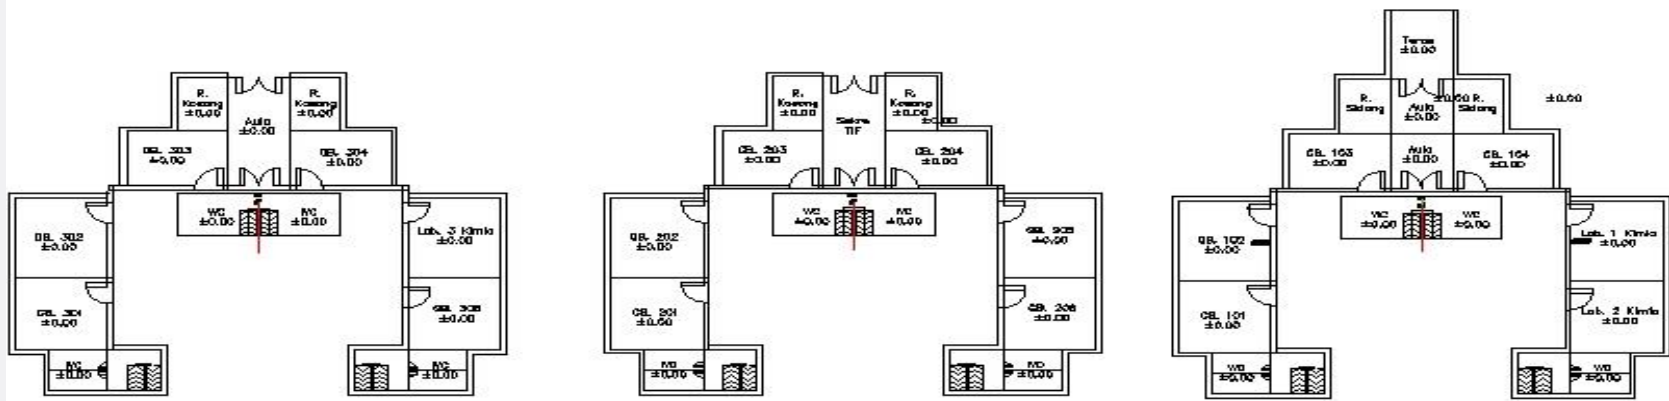 R.
Kosong
±0.00
R.
Kosong
±0.00
Aula
±0.00
GB. 303
±0.00
GB. 304
±0.00
WC
±0.00
WC
±0.00
GB. 302
±0.00
Lab. 3 Kimia
±0.00
GB. 301
±0.00
±0.00
WC
±0.00
WC
±0.00
R.
Kosong
±0.00
R.
Kosong
±0.00
±0.00
TIF
GB. 203
±0.00
GB. 204
±0.00
WC
±0.00
WC
±0.00
GB. 202
±0.00
GB. 205
±0.00
GB. 201
±0.00
GB. 206
±0.00
±0.00
±0.00
Teras
±0.00
R.
Sidang
Aula
±0.00
±0.00
R.
Sidang
±0.00
GB. 103
±0.00
Aula
±0.00
GB. 104
±0.00
WC
±0.00
WC
±0.00
GB. 102
±0.00
Lab. 1 Kimia
±0.00
GB. 101
±0.00
Lab. 2 Kimia
±0.00
WC
±0.00
WC
±0.00